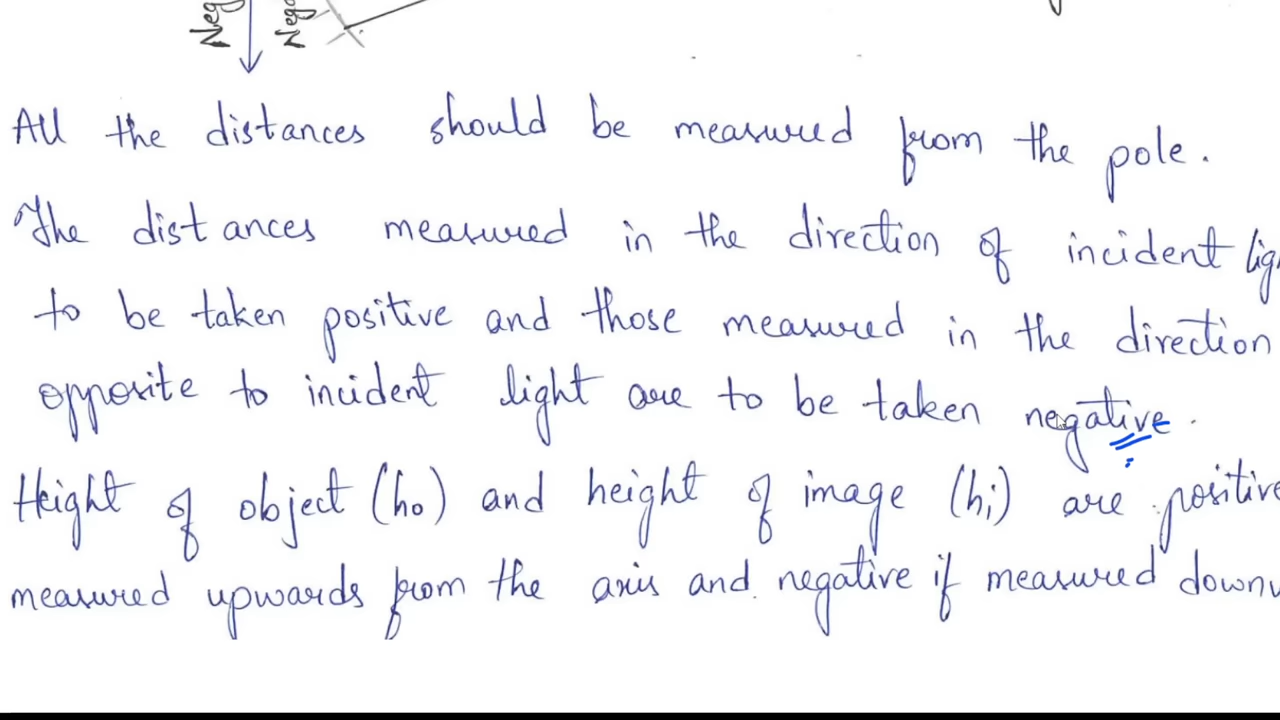 All the distances should be measured from the pole.
The distances measured in the direction of incident
to be taken positive and those measured in the direction
opposite to incident light are to be taken negative.
Height of object (ho) and height of image (hi) are positive
measured upwards from the axis and negative if measured